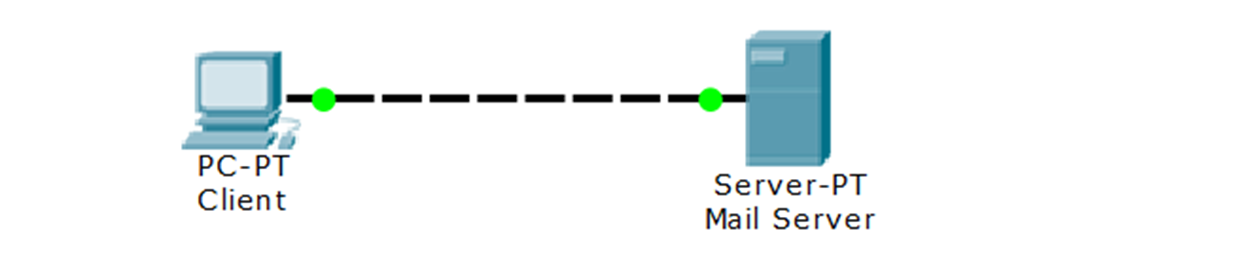 PC-PT
Client
Server-PT
Mail Server